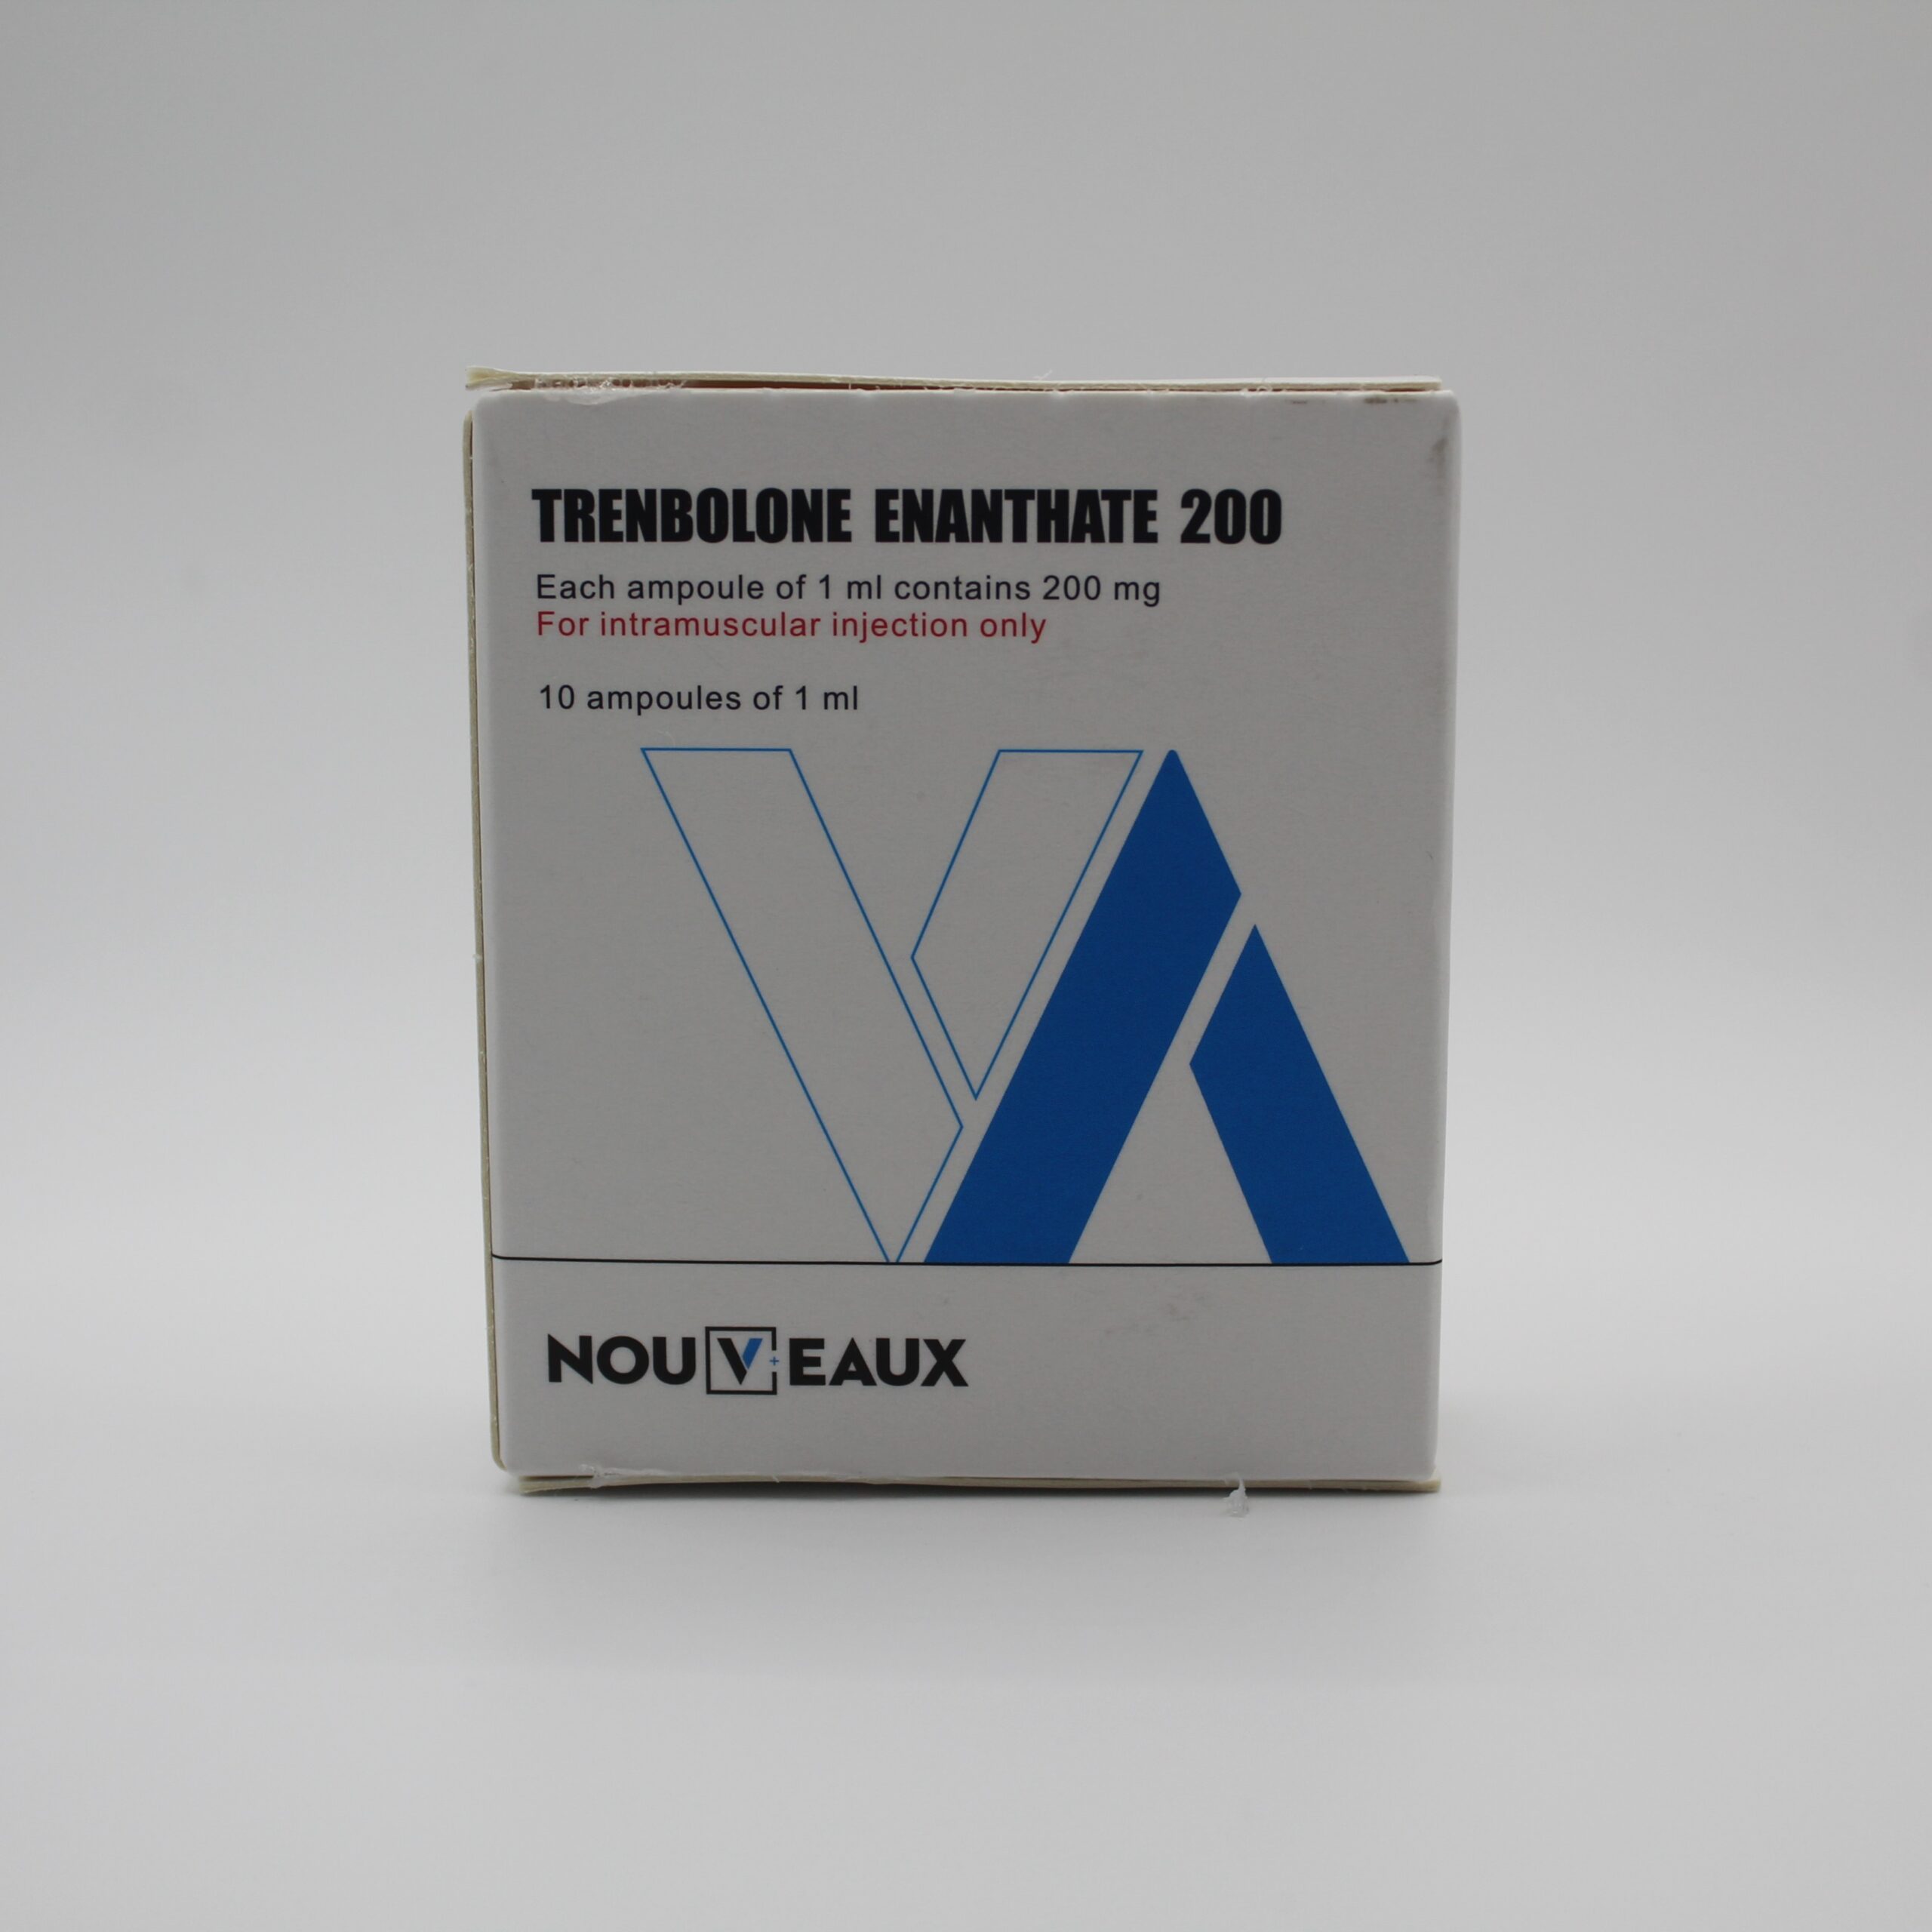 TRENBOLONE ENANTHATE 200
Each ampoule of 1 ml contains 200 mg
For intramuscular injection only
10 ampoules of 1 ml
VA
NOUVEAUX